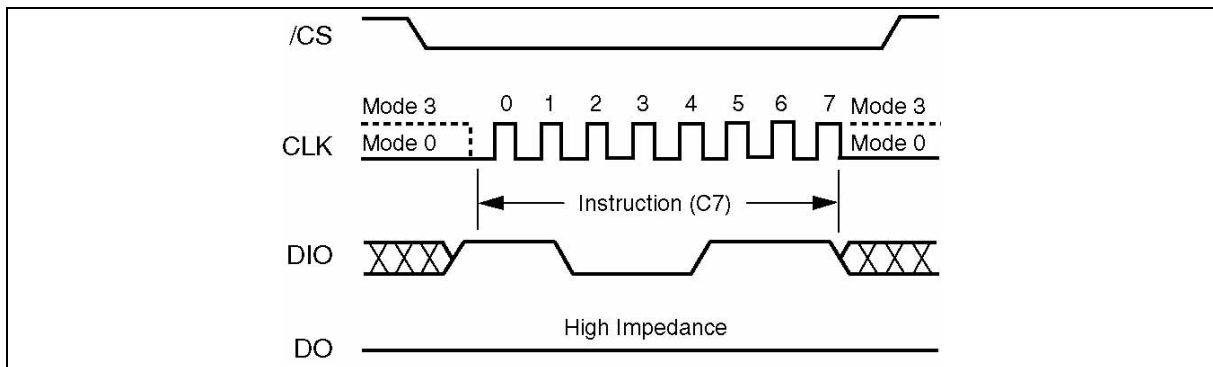 /CS
Mode 3 0 1 2 3 4 5 6 7 Mode 3
CLK Mode 0 Mode 0
Instruction (C7)
DIO
High Impedance
DO